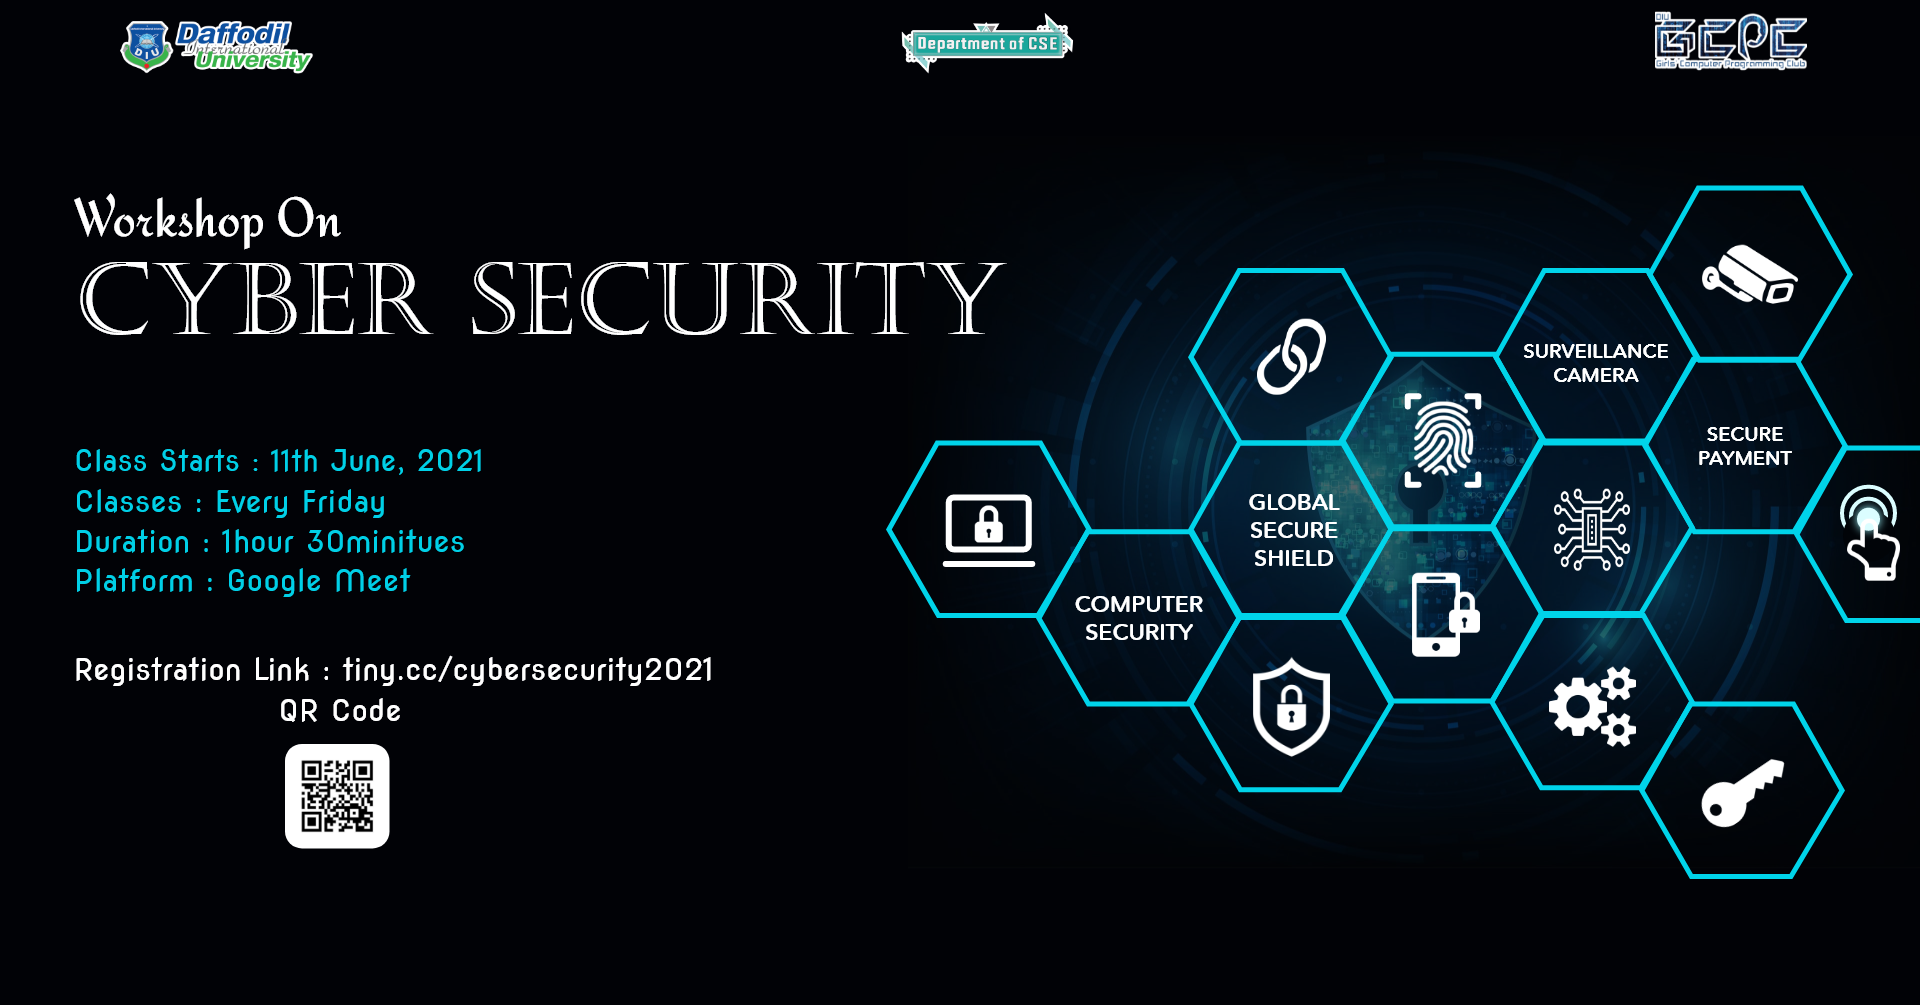 Daffodil
International
University
DIU
Department of CSE
DIU
GCPC
Girls' Computer Programming Club
Workshop On
CYBER SECURITY
Class Starts : 11th June, 2021
Classes : Every Friday
Duration : 1hour 30minitues
Platform : Google Meet
Registration Link : tiny.cc/cybersecurity2021
QR Code
SURVEILLANCE
CAMERA
SECURE
PAYMENT
GLOBAL
SECURE
SHIELD
COMPUTER
SECURITY